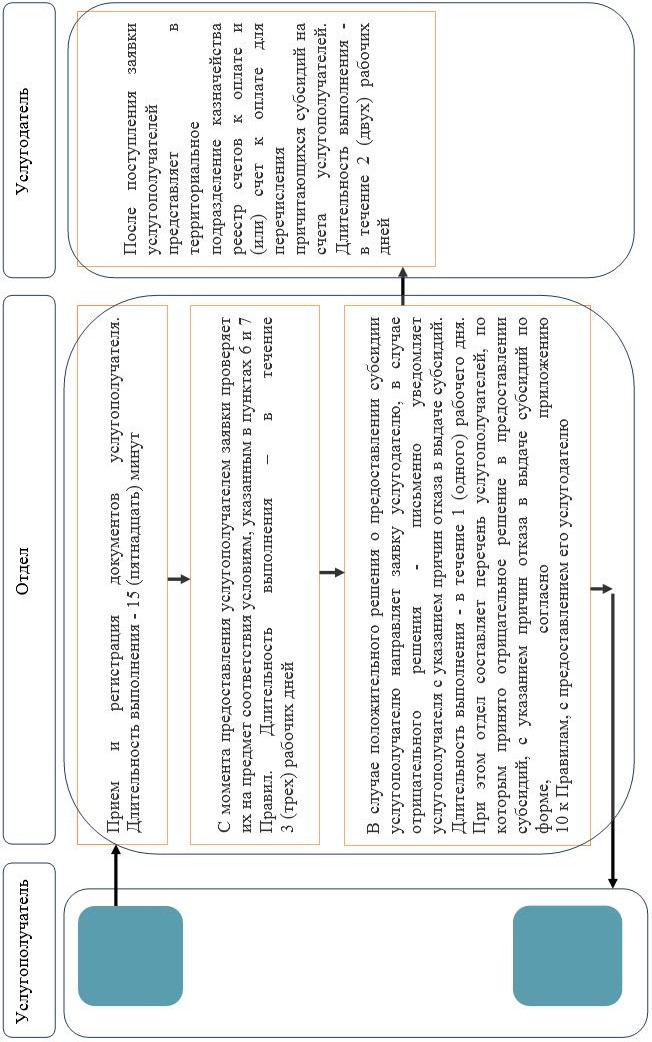 Услугополучатель
Отдел
Услугодатель
Прием и регистрация документов услугополучателя.
Длительность выполнения - 15 (пятнадцать) минут
С момента предоставления услугополучателем заявки проверяет
их на предмет соответствия условиям, указанным в пунктах 6 и 7
Правил. Длительность выполнения – в течение
3 (трех) рабочих дней
В случае положительного решения о предоставлении субсидии
услугополучателю направляет заявку услугодателю, в случае
отрицательного решения - письменно уведомляет
услугополучателя с указанием причин отказа в выдаче субсидий.
Длительность выполнения - в течение 1 (одного) рабочего дня.
При этом отдел составляет перечень услугополучателей, по
которым принято отрицательное решение в предоставлении
субсидий, с указанием причин отказа в выдаче субсидий по
форме, согласно приложению
10 к Правилам, с предоставлением его услугодателю
После поступления заявки
услугополучателей в
представляет
территориальное
подразделение казначейства
реестр счетов к оплате и
(или) счет к оплате для
перечисления
причитающихся субсидий на
счета услугополучателей.
Длительность выполнения -
в течение 2 (двух) рабочих
дней